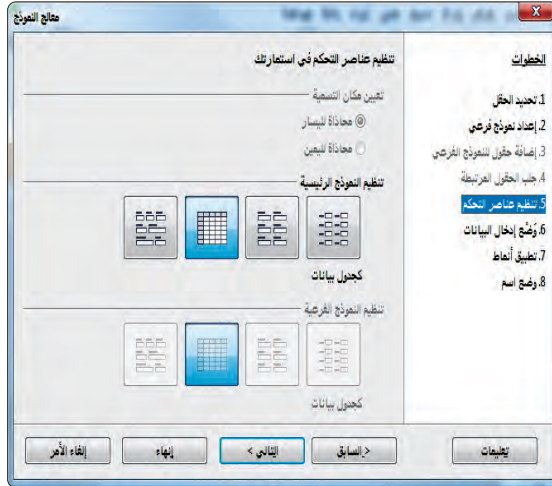 معالج النموذج
الخطوات
1. تحديد الحقل
2. إعداد نموذج فرعي
3. إضافة حقول للنموذج الفرعي
4. جلب الحقول المرتبطة
5. تنظيم عناصر التحكم
6. وَضْع إدخال البيانات
7. تطبيق أنماط
8. وضع اسم
تنظيم عناصر التحكم في استمارتك
تعيين مكان التسمية
محاذاة لليسار
محاذاة لليمين
تنظيم النموذج الرئيسية
كجدول بيانات
تنظيم النموذج الفرعية
كجدول بيانات
تعليمات
< السابق
التالي >
إنهاء
إلغاء الأمر